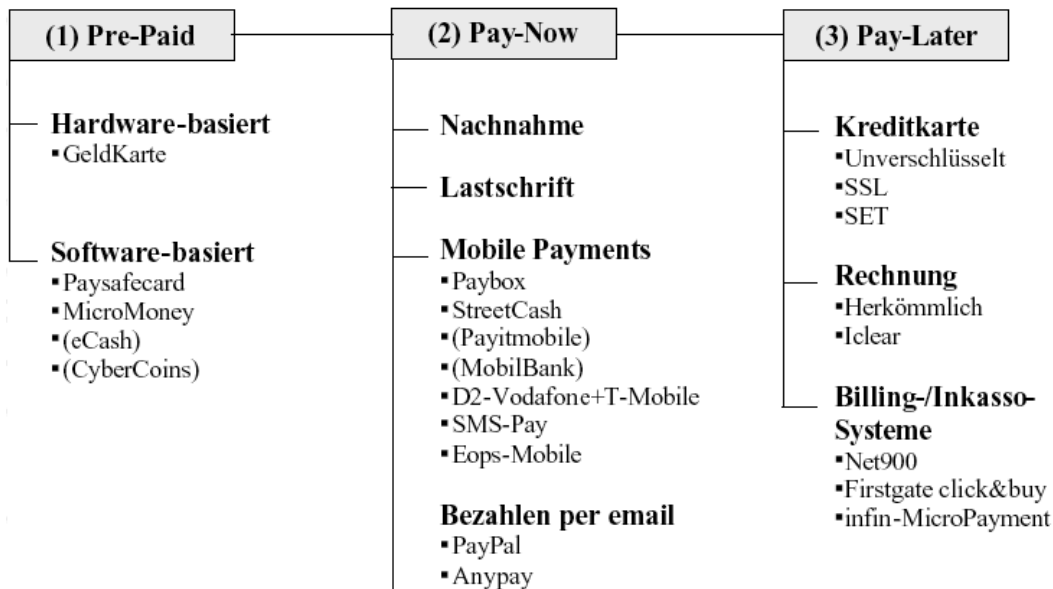 (1) Pre-Paid
Hardware-basiert
▪GeldKarte
Software-basiert
▪Paysafecard
▪MicroMoney
▪(eCash)
▪(CyberCoins)
(2) Pay-Now
Nachnahme
Lastschrift
Mobile Payments
▪Paybox
▪StreetCash
▪(Payitmobile)
▪(MobilBank)
▪D2-Vodafone+T-Mobile
▪SMS-Pay
▪Eops-Mobile
Bezahlen per email
▪PayPal
▪Anypay
(3) Pay-Later
Kreditkarte
▪Unverschlüsselt
▪SSL
▪SET
Rechnung
▪Herkömmlich
▪Iclear
Billing-/Inkasso-
Systeme
▪Net900
▪Firstgate click&buy
▪infin-MicroPayment